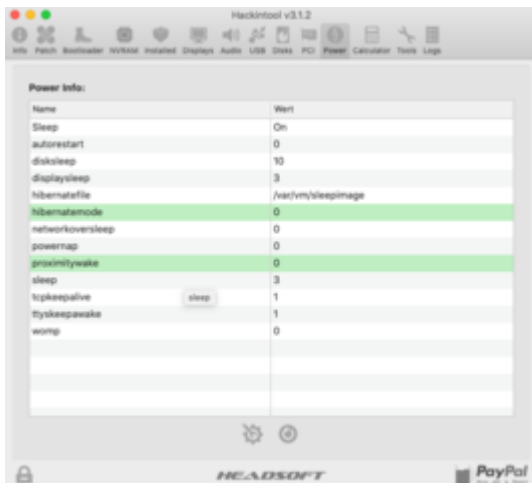 Hackintool v3.1.2
Info Patch Bootloader NVRAM Installed Displays Audio USB Disks PCI Power Calculator Tools Logs
Power Info:
Name Wert
Sleep On
autorestart 0
disksleep 10
displaysleep 3
hibernatefile /var/vm/sleepimage
hibernatemode 0
networkoversleep 0
powernap 0
proximitywake 0
sleep 3
tcpkeepalive sleep 1
ttyskeepawake 1
womp 0
HEADSOFT PayPal